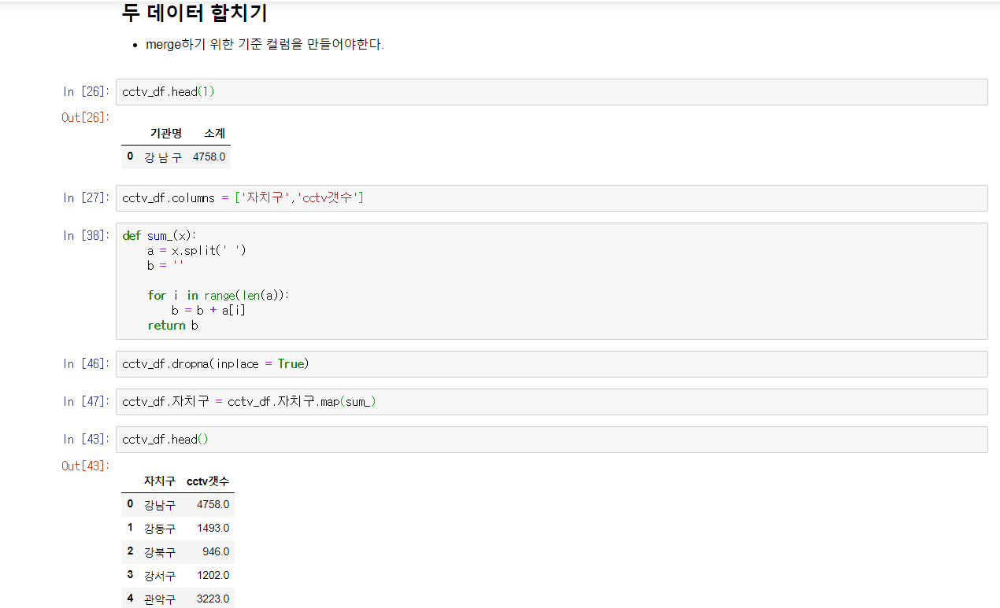 두 데이터 합치기
• merge하기 위한 기준 컬럼을 만들어야한다.
In [26]: cctv_df.head(1)
Out[26]:
기관명 소계
0 강 남 구 4758.0
In [27]: cctv_df.columns = ['자치구','cctv갯수']
In [38]: def sum_(x):
    a = x.split(' ')
    b = ''
    for i in range(len(a)):
        b = b + a[i]
    return b
In [46]: cctv_df.dropna(inplace = True)
In [47]: cctv_df.자치구 = cctv_df.자치구.map(sum_)
In [43]: cctv_df.head()
Out[43]:
자치구 cctv갯수
0 강남구 4758.0
1 강동구 1493.0
2 강북구 946.0
3 강서구 1202.0
4 관악구 3223.0